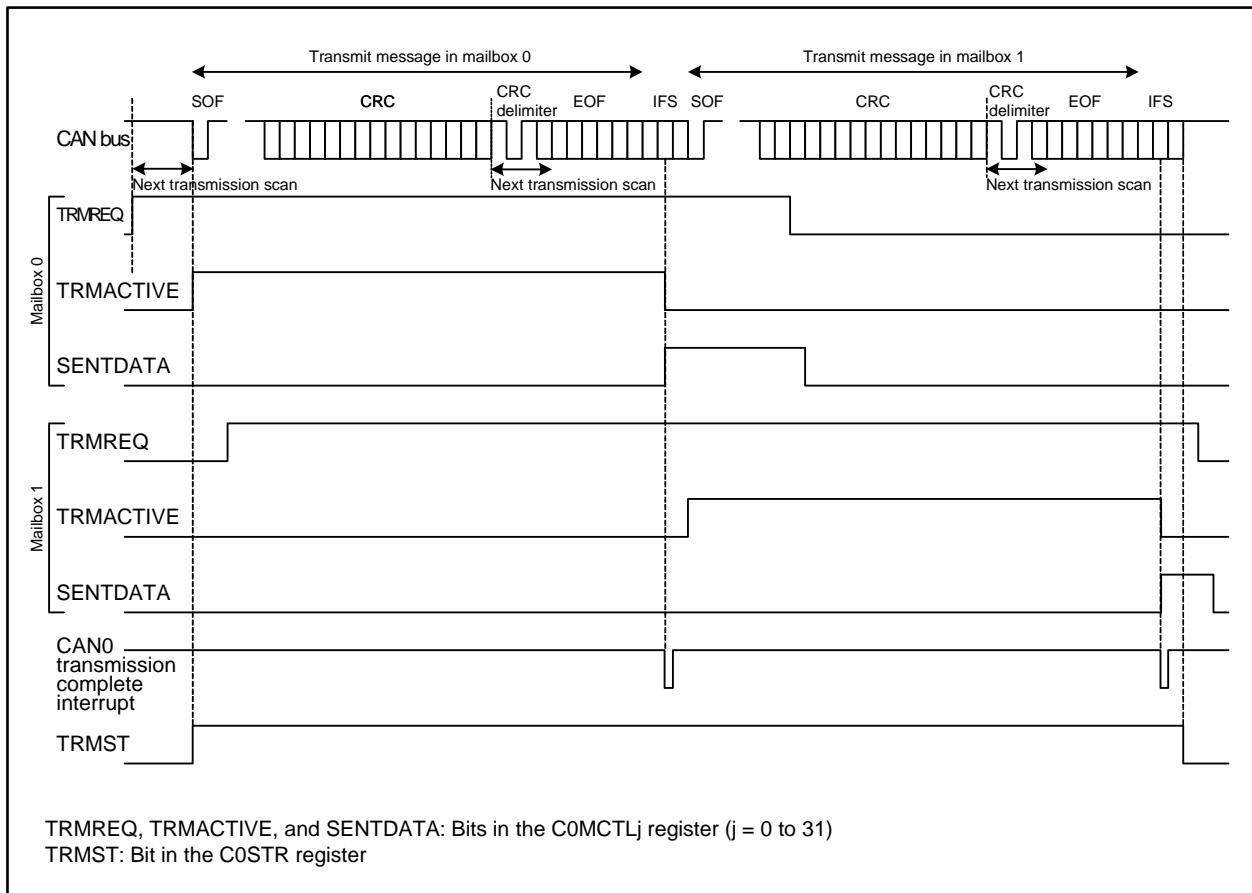 Transmit message in mailbox 0
Transmit message in mailbox 1
SOF
CRC
CRC
delimiter
EOF
IFS
SOF
CRC
CRC
delimiter
EOF
IFS
CAN bus
Next transmission scan
Next transmission scan
Next transmission scan
Mailbox 0
TRMREQ
TRMACTIVE
SENTDATA
Mailbox 1
TRMREQ
TRMACTIVE
SENTDATA
CAN0
transmission
complete
interrupt
TRMST
TRMREQ, TRMACTIVE, and SENTDATA: Bits in the C0MCTLj register (j = 0 to 31)
TRMST: Bit in the C0STR register